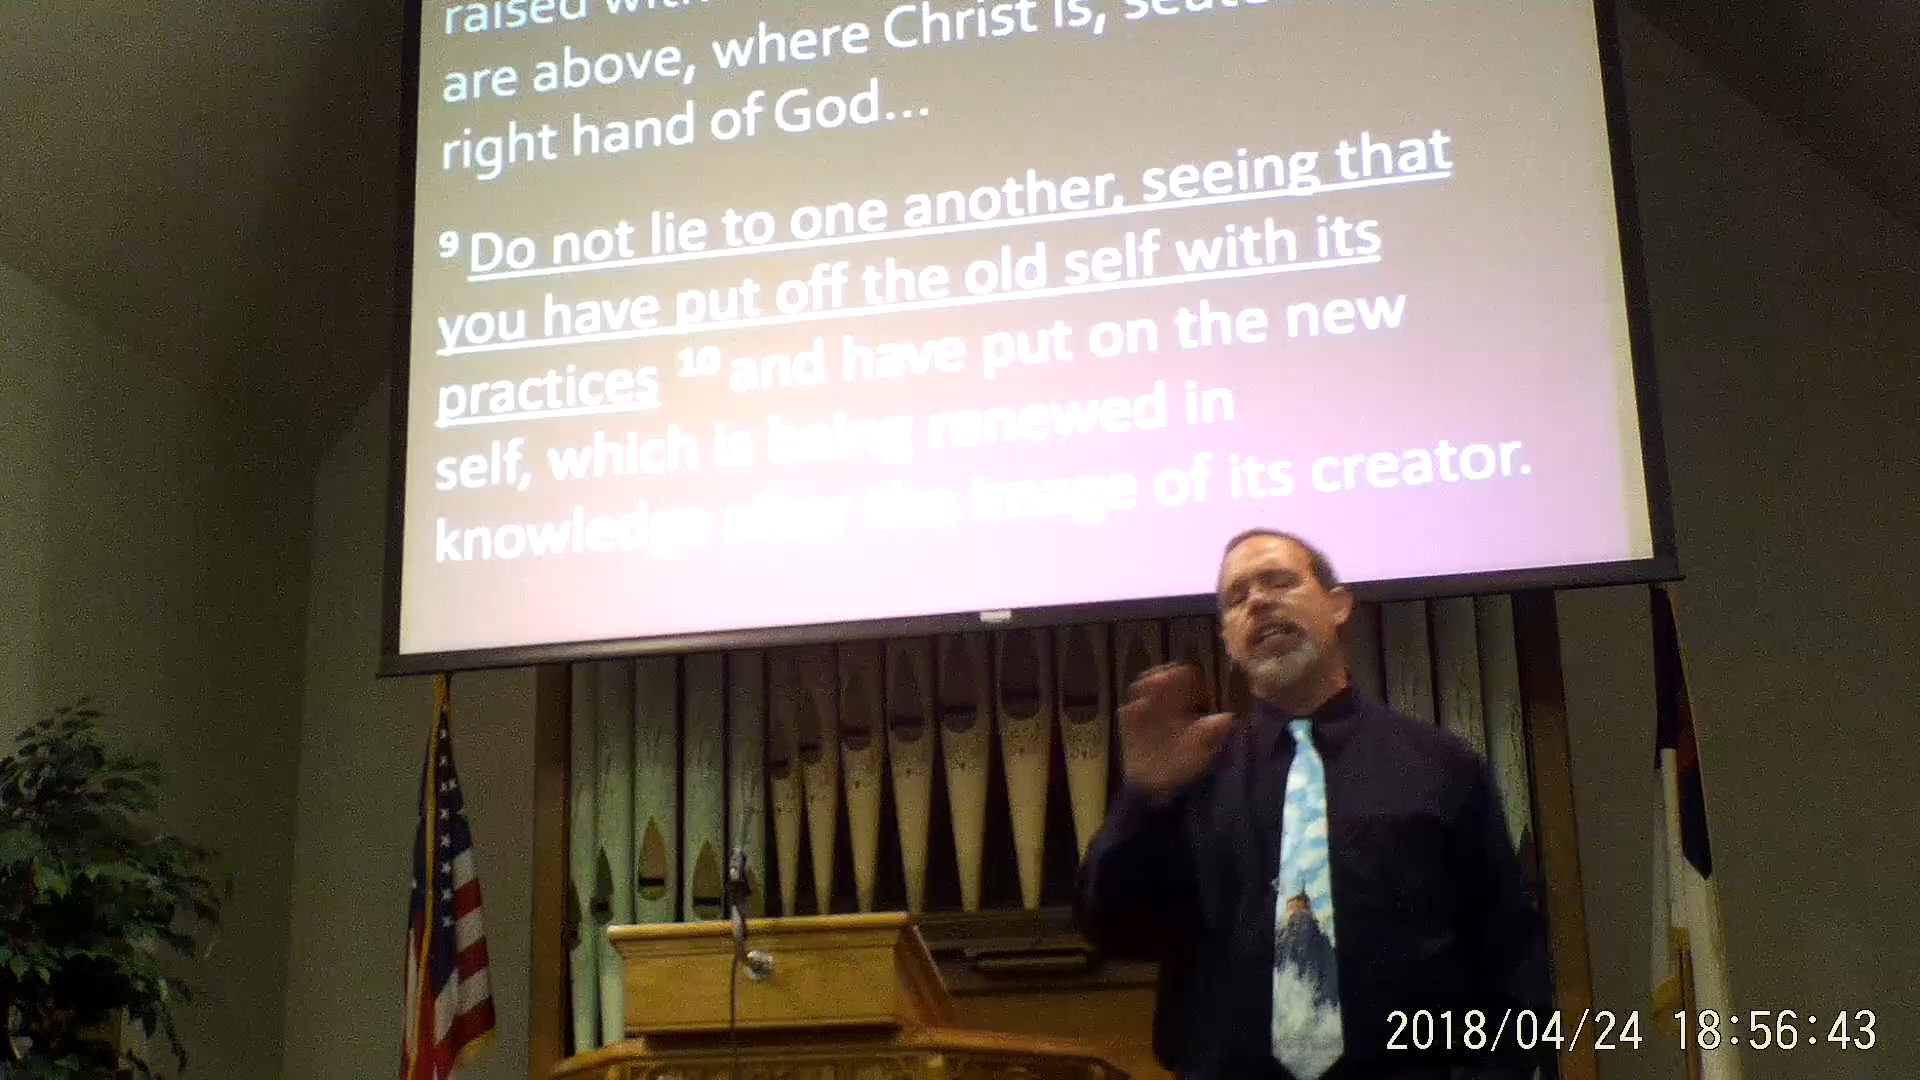 raised with
are above, where Christ is,
right hand of God...
9 Do not lie to one another, seeing that
you have put off the old self with its
practices 10 and have put on the new
self, which is being renewed in
knowledge after the image of its creator.
2018/04/24 18:56:43